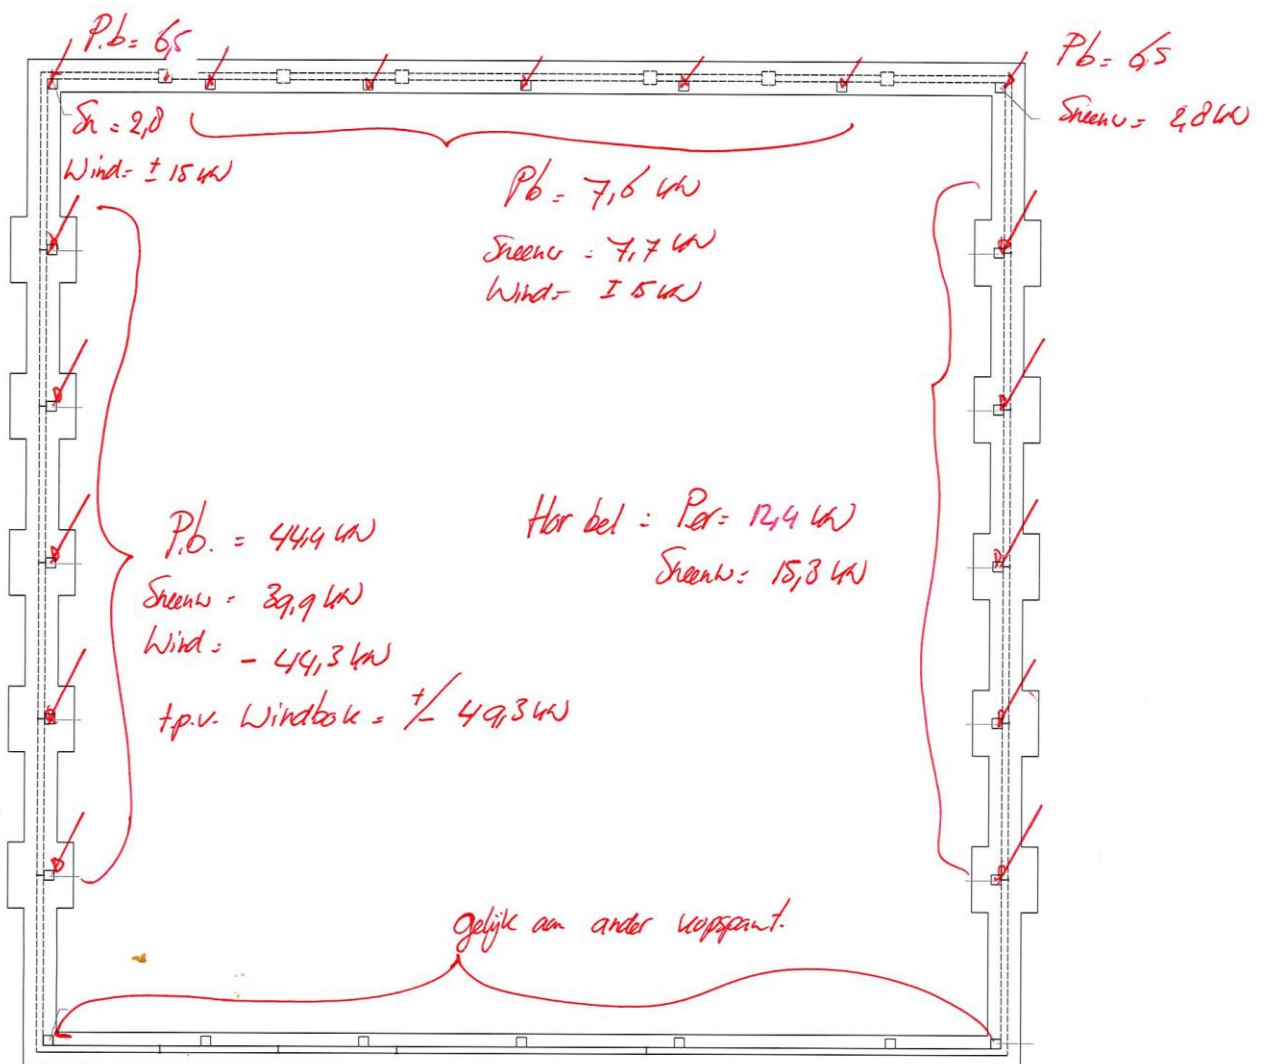 P.b = 6,5
Pb = 6,5
Sn = 2,8
Sneeuw = 2,8 kN
Wind = ± 15 kN
Pb = 7,6 kN
Sneeuw = 7,7 kN
Wind = ± 15 kN
P.b. = 44,4 kN
Sneeuw = 39,9 kN
Wind = - 44,3 kN
t.p.v. Windbok = +/- 49,3 kN
Hor bel : Per = 12,4 kN
Sneeuw = 15,3 kN
gelijk aan ander kopspant.